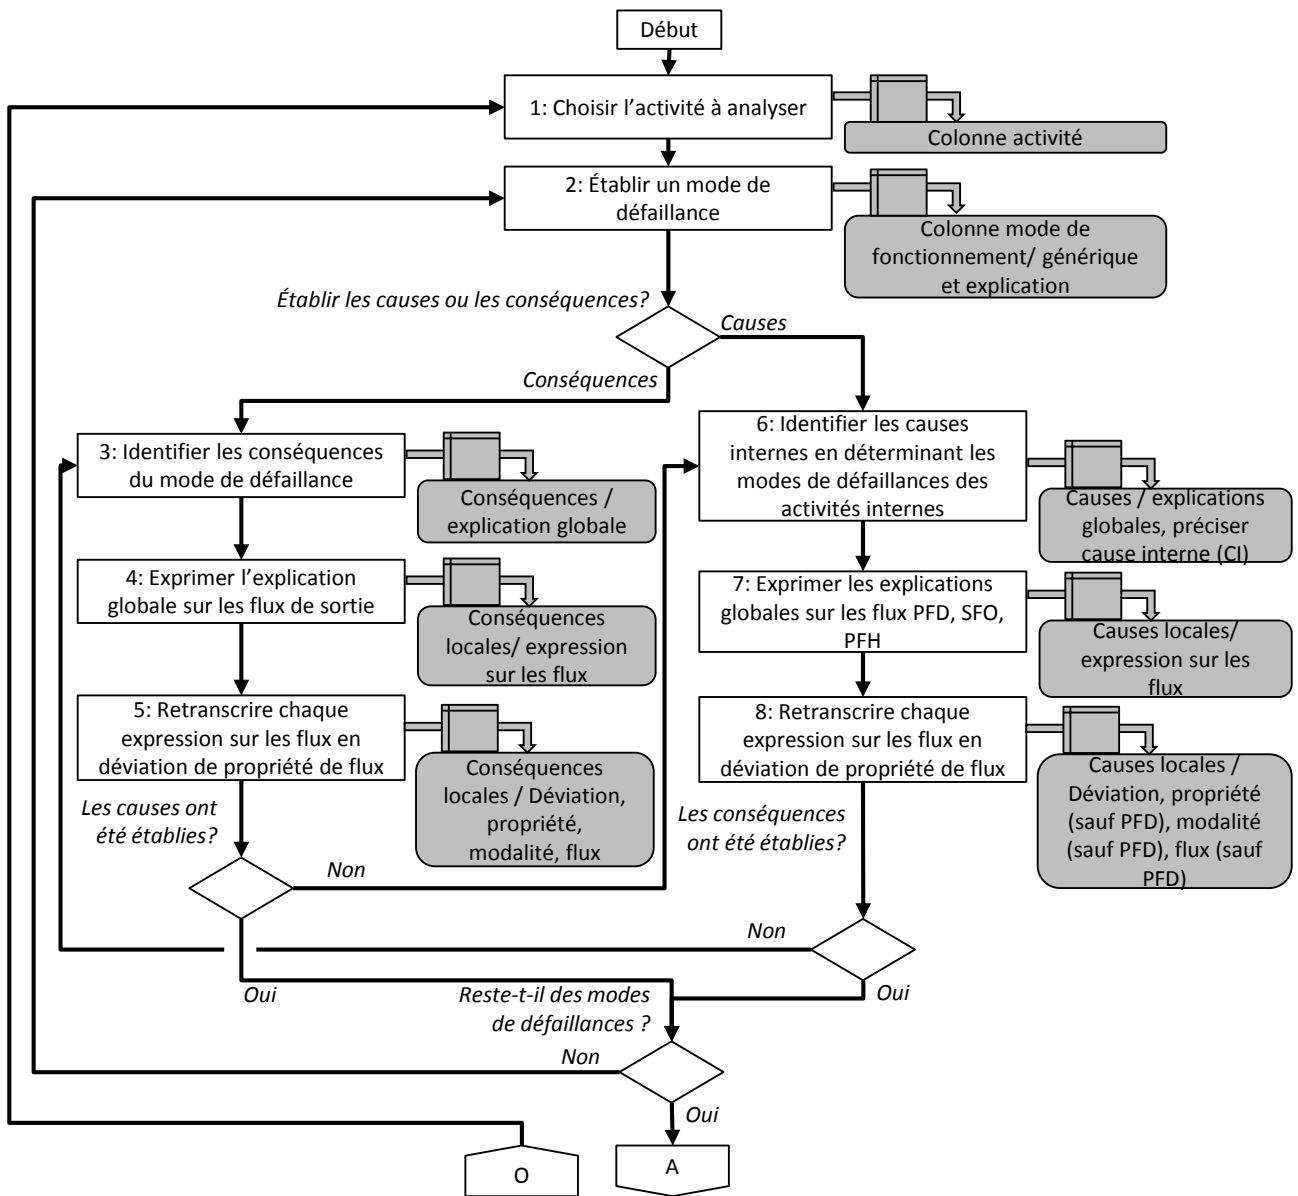 Début
1: Choisir l'activité à analyser
Colonne activité
2: Établir un mode de
défaillance
Colonne mode de
fonctionnement/ générique
et explication
Établir les causes ou les conséquences?
Causes
Conséquences
3: Identifier les conséquences
du mode de défaillance
Conséquences /
explication globale
6: Identifier les causes
internes en déterminant les
modes de défaillances des
activités internes
Causes / explications
globales, préciser
cause interne (CI)
4: Exprimer l'explication
globale sur les flux de sortie
Conséquences
locales/ expression
sur les flux
7: Exprimer les explications
globales sur les flux PFD, SFO,
PFH
Causes locales/
expression sur les
flux
5: Retranscrire chaque
expression sur les flux en
déviation de propriété de flux
Conséquences
locales / Déviation,
propriété,
modalité, flux
8: Retranscrire chaque
expression sur les flux en
déviation de propriété de flux
Causes locales /
Déviation, propriété
(sauf PFD), modalité
(sauf PFD), flux (sauf
PFD)
Les causes ont
été établies?
Non
Les conséquences
ont été établies?
Non
Oui
Oui
Reste-t-il des modes
de défaillances ?
Non
Oui
O
A